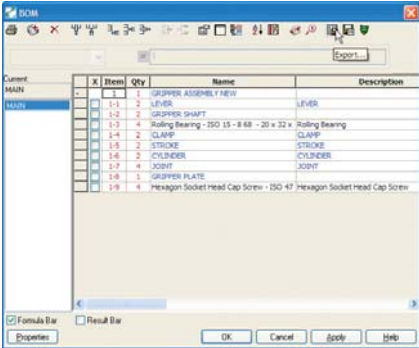 BOM
Export...
Current
MAIN
MAIN
X Item Qty Name Description
1 1 GRIPPER ASSEMBLY NEW
1-1 2 LEVER LEVER
1-2 2 GRIPPER SHAFT
1-3 4 Rolling Bearing - ISO 15 - 8 68 - 20 x 32 x Rolling Bearing
1-4 2 CLAMP CLAMP
1-5 2 STROKE STROKE
1-6 2 CYLINDER CYLINDER
1-7 4 JOINT JOINT
1-8 1 GRIPPER PLATE
1-9 4 Hexagon Socket Head Cap Screw - ISO 47 Hexagon Socket Head Cap Screw
Formula Bar Result Bar
Properties OK Cancel Apply Help